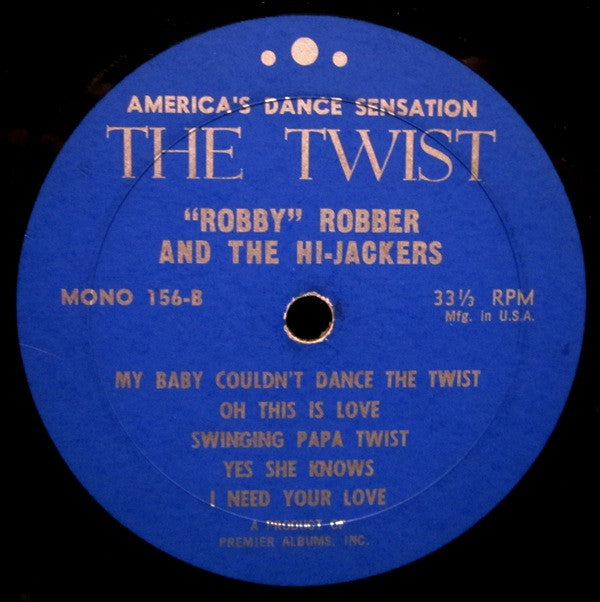 AMERICA'S DANCE SENSATION
THE TWIST
"ROBBY" ROBBER
AND THE HI-JACKERS
MONO 156-B
33⅓ RPM
Mfg. in U.S.A.
MY BABY COULDN'T DANCE THE TWIST
OH THIS IS LOVE
SWINGING PAPA TWIST
YES SHE KNOWS
I NEED YOUR LOVE
A PRODUCT OF
PREMIER ALBUMS, INC.